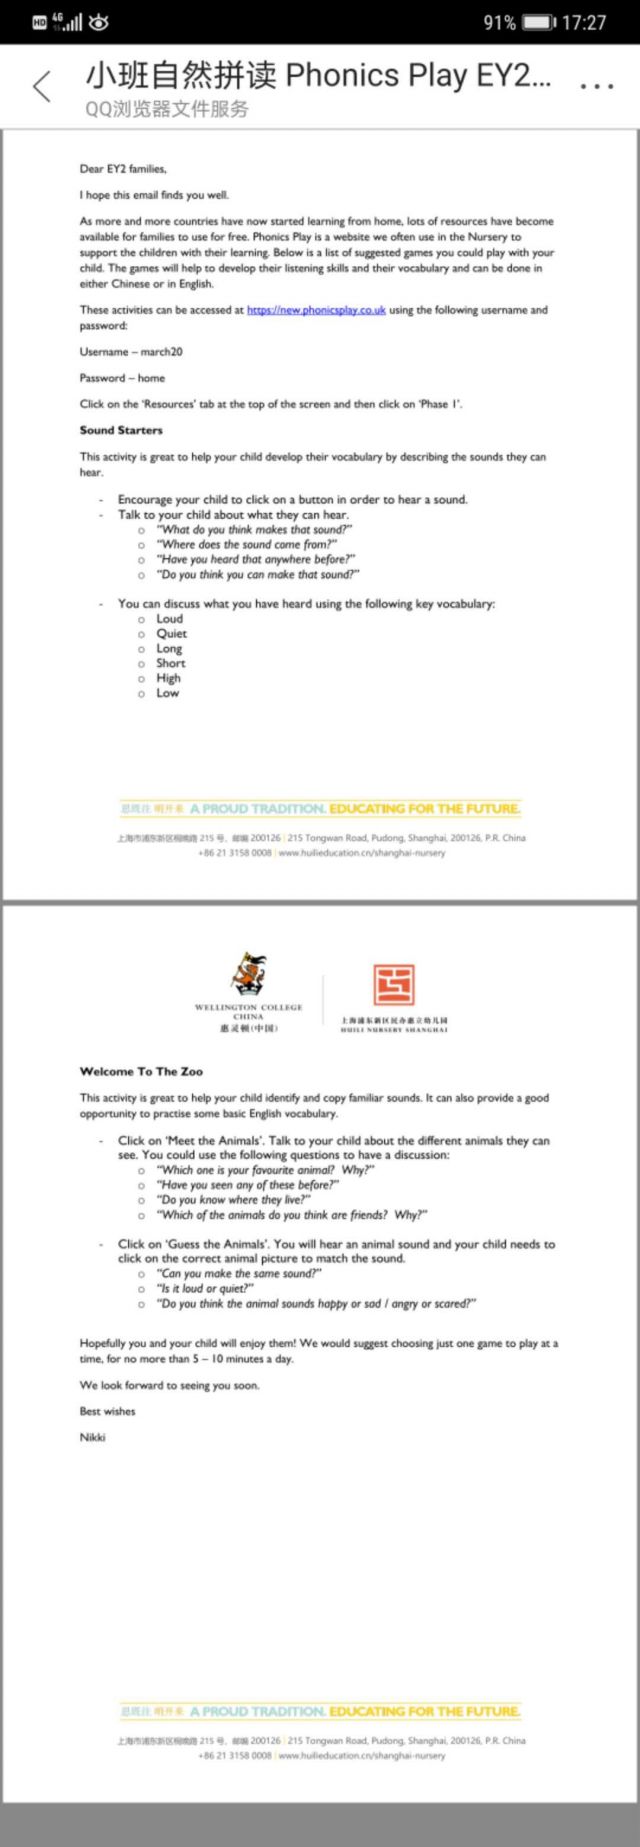 HD 4G 91% 17:27
小班自然拼读 Phonics Play EY2...
QQ浏览器文件服务
Dear EY2 families,
I hope this email finds you well.
As more and more countries have now started learning from home, lots of resources have become
available for families to use for free. Phonics Play is a website we often use in the Nursery to
support the children with their learning. Below is a list of suggested games you could play with your
child. The games will help to develop their listening skills and their vocabulary and can be done in
either Chinese or in English.
These activities can be accessed at https://new.phonicsplay.co.uk using the following username and
password:
Username – march20
Password – home
Click on the ‘Resources’ tab at the top of the screen and then click on ‘Phase 1’.
Sound Starters
This activity is great to help your child develop their vocabulary by describing the sounds they can
hear.
- Encourage your child to click on a button in order to hear a sound.
- Talk to your child about what they can hear.
o “What do you think makes that sound?”
o “Where does the sound come from?”
o “Have you heard that anywhere before?”
o “Do you think you can make that sound?”
- You can discuss what you have heard using the following key vocabulary:
o Loud
o Quiet
o Long
o Short
o High
o Low
思既往 明开来 A PROUD TRADITION. EDUCATING FOR THE FUTURE.
上海市浦东新区桐晚路 215 号, 邮编 200126 | 215 Tongwan Road, Pudong, Shanghai, 200126, P.R. China
+86 21 3158 0008 | www.huilieducation.cn/shanghai-nursery
WELLINGTON COLLEGE
CHINA
惠灵顿(中国)
上海浦东新区民办惠立幼儿园
HUILI NURSERY SHANGHAI
Welcome To The Zoo
This activity is great to help your child identify and copy familiar sounds. It can also provide a good
opportunity to practise some basic English vocabulary.
- Click on ‘Meet the Animals’. Talk to your child about the different animals they can
see. You could use the following questions to have a discussion:
o “Which one is your favourite animal? Why?”
o “Have you seen any of these before?”
o “Do you know where they live?”
o “Which of the animals do you think are friends? Why?”
- Click on ‘Guess the Animals’. You will hear an animal sound and your child needs to
click on the correct animal picture to match the sound.
o “Can you make the same sound?”
o “Is it loud or quiet?”
o “Do you think the animal sounds happy or sad / angry or scared?”
Hopefully you and your child will enjoy them! We would suggest choosing just one game to play at a
time, for no more than 5 – 10 minutes a day.
We look forward to seeing you soon.
Best wishes
Nikki
思既往 明开来 A PROUD TRADITION. EDUCATING FOR THE FUTURE.
上海市浦东新区桐晚路 215 号, 邮编 200126 | 215 Tongwan Road, Pudong, Shanghai, 200126, P.R. China
+86 21 3158 0008 | www.huilieducation.cn/shanghai-nursery